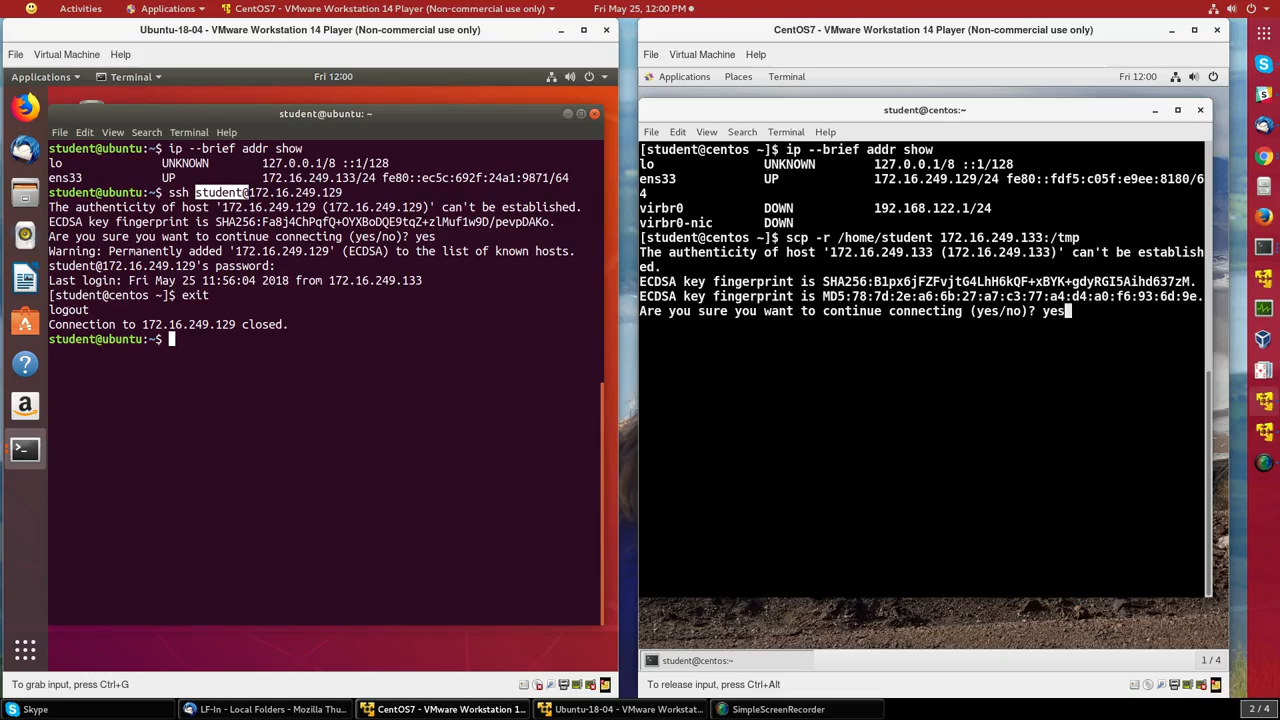 Activities
Applications
CentOS7 - VMware Workstation 14 Player (Non-commercial use only)
Fri May 25, 12:00 PM
Ubuntu-18-04 - VMware Workstation 14 Player (Non-commercial use only)
File Virtual Machine Help
Applications
Terminal
Fri 12:00
student@ubuntu: ~
File Edit View Search Terminal Help
student@ubuntu:~$ ip --brief addr show
lo UNKNOWN 127.0.0.1/8 ::1/128
ens33 UP 172.16.249.133/24 fe80::ec5c:692f:24a1:9871/64
student@ubuntu:~$ ssh student@172.16.249.129
The authenticity of host '172.16.249.129 (172.16.249.129)' can't be established.
ECDSA key fingerprint is SHA256:Fa8j4ChPqfQ+OYXBoDQE9tqZ+zlMuf1w9D/pevpDAKo.
Are you sure you want to continue connecting (yes/no)? yes
Warning: Permanently added '172.16.249.129' (ECDSA) to the list of known hosts.
student@172.16.249.129's password:
Last login: Fri May 25 11:56:04 2018 from 172.16.249.133
[student@centos ~]$ exit
logout
Connection to 172.16.249.129 closed.
student@ubuntu:~$
To grab input, press Ctrl+G
CentOS7 - VMware Workstation 14 Player (Non-commercial use only)
File Virtual Machine Help
Applications Places Terminal
Fri 12:00
student@centos:~
File Edit View Search Terminal Help
[student@centos ~]$ ip --brief addr show
lo UNKNOWN 127.0.0.1/8 ::1/128
ens33 UP 172.16.249.129/24 fe80::fdf5:c05f:e9ee:8180/6
4
virbr0 DOWN 192.168.122.1/24
virbr0-nic DOWN
[student@centos ~]$ scp -r /home/student 172.16.249.133:/tmp
The authenticity of host '172.16.249.133 (172.16.249.133)' can't be establish
ed.
ECDSA key fingerprint is SHA256:B1px6jFZFvjtG4LhH6kQF+xBYK+gdyRGI5Aihd637zM.
ECDSA key fingerprint is MD5:78:7d:2e:a6:6b:27:a7:c3:77:a4:d4:a0:f6:93:6d:9e.
Are you sure you want to continue connecting (yes/no)? yes
student@centos:~
1 / 4
To release input, press Ctrl+Alt
Skype
LF-In - Local Folders - Mozilla Thu...
CentOS7 - VMware Workstation 1...
Ubuntu-18-04 - VMware Workstat...
SimpleScreenRecorder
2 / 4